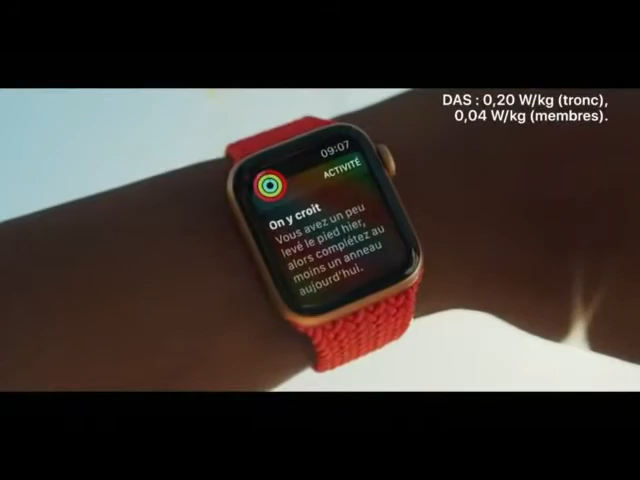 DAS : 0,20 W/kg (tronc),
0,04 W/kg (membres).
09:07
ACTIVITÉ
On y croit
Vous avez un peu
levé le pied hier,
alors complétez au
moins un anneau
aujourd'hui.